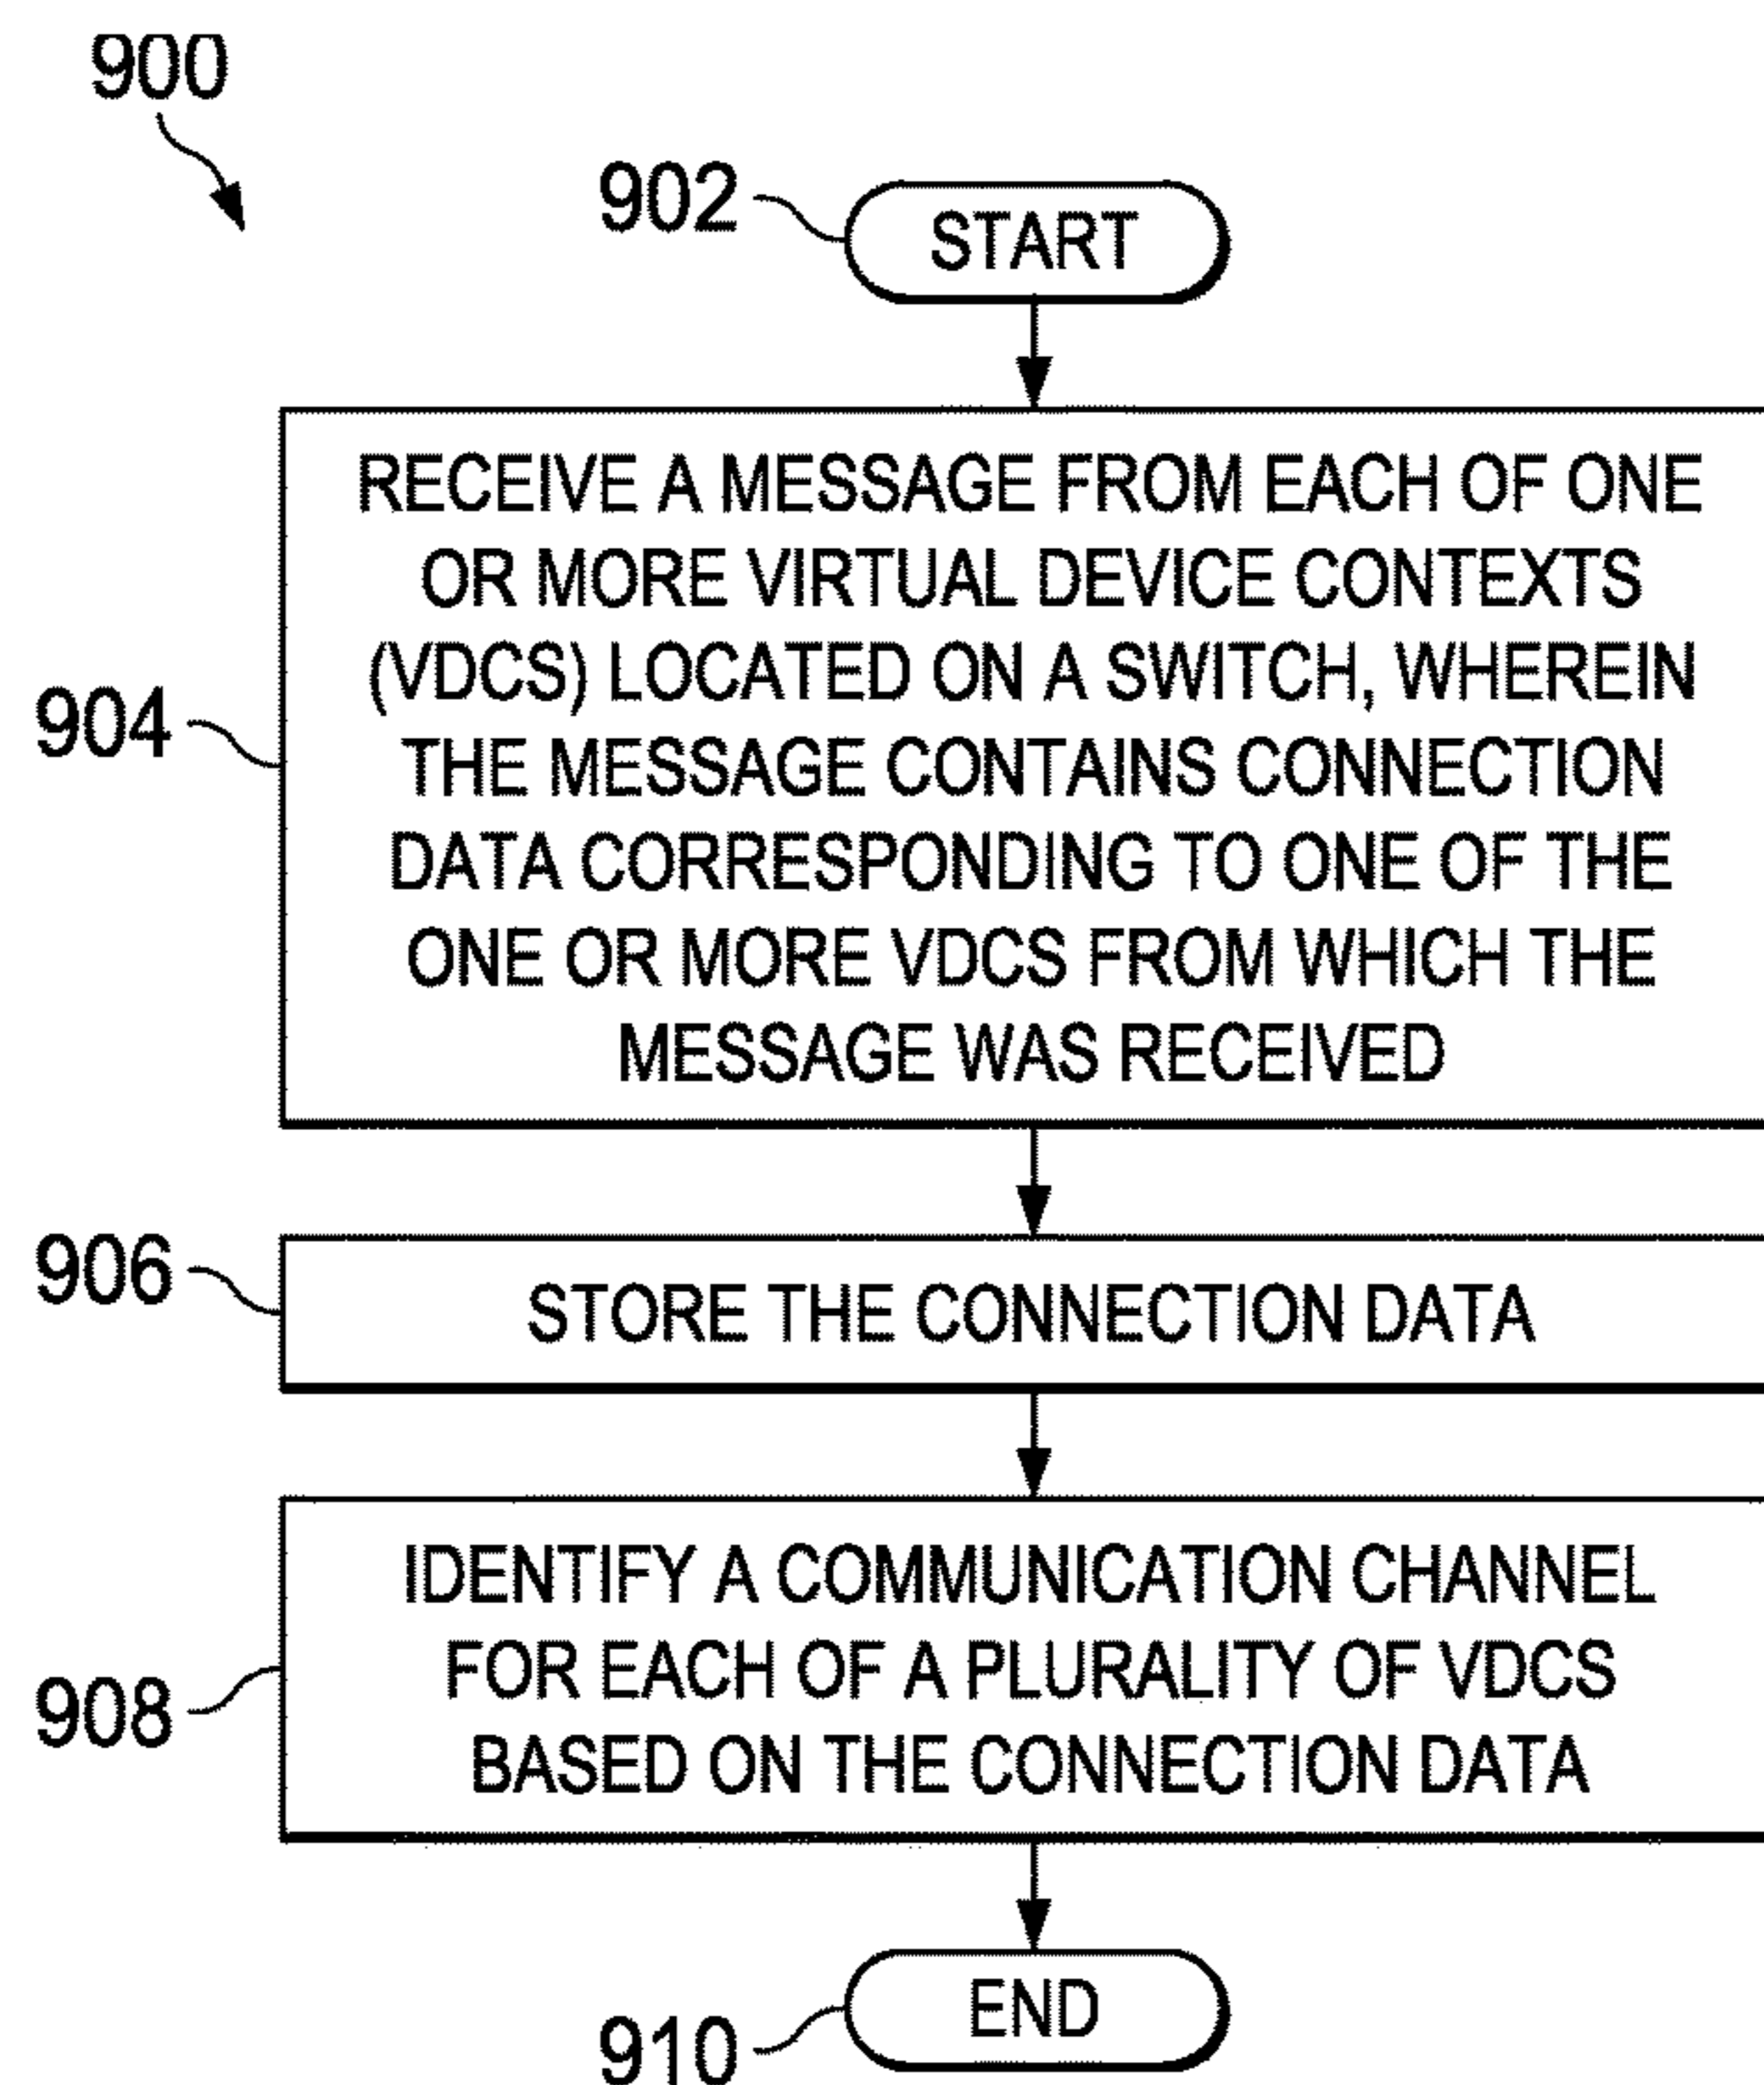 900
902
START
RECEIVE A MESSAGE FROM EACH OF ONE
OR MORE VIRTUAL DEVICE CONTEXTS
(VDCS) LOCATED ON A SWITCH, WHEREIN
THE MESSAGE CONTAINS CONNECTION
DATA CORRESPONDING TO ONE OF THE
ONE OR MORE VDCS FROM WHICH THE
MESSAGE WAS RECEIVED
904
906
STORE THE CONNECTION DATA
IDENTIFY A COMMUNICATION CHANNEL
FOR EACH OF A PLURALITY OF VDCS
BASED ON THE CONNECTION DATA
908
END
910